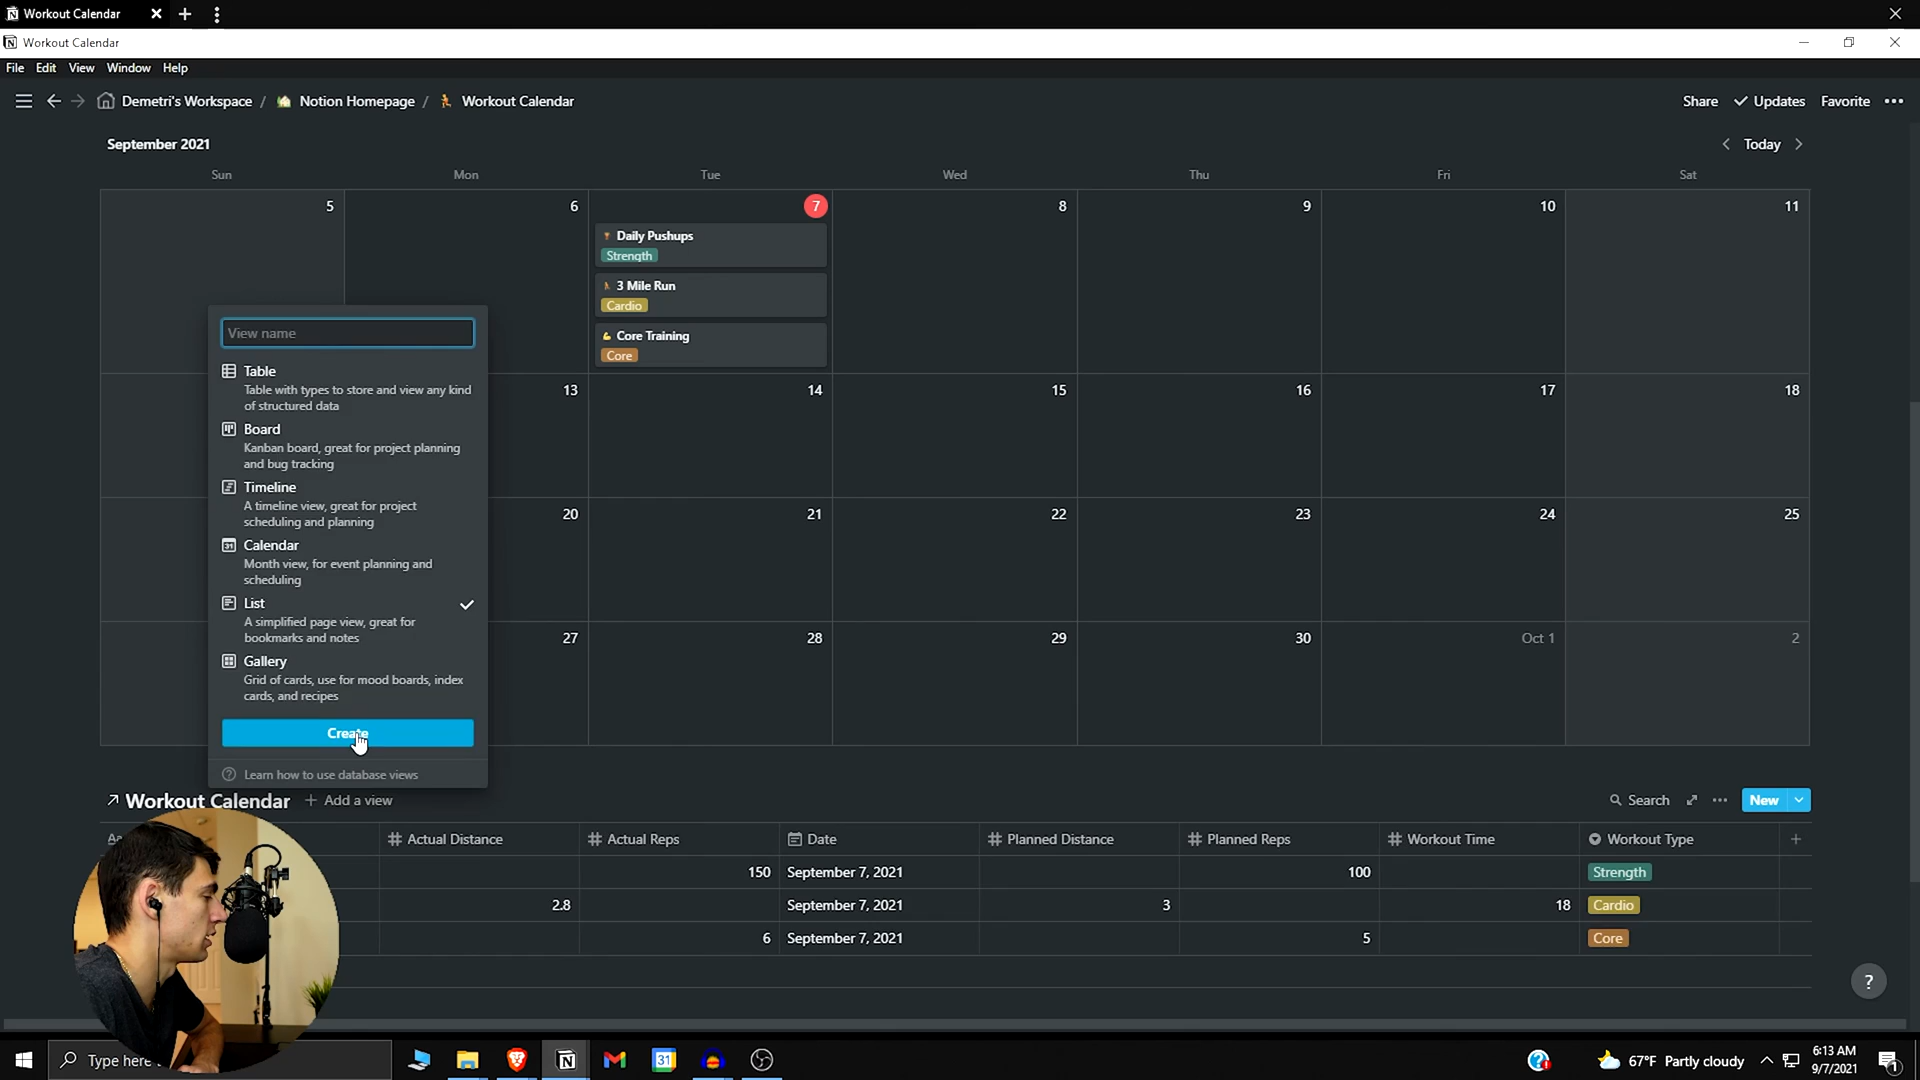 Workout Calendar
Workout Calendar
File Edit View Window Help
Demetri's Workspace / Notion Homepage / Workout Calendar
Share Updates Favorite
September 2021
Today
Sun Mon Tue Wed Thu Fri Sat
5 6 7 8 9 10 11
Daily Pushups
Strength
3 Mile Run
Cardio
Core Training
Core
13 14 15 16 17 18
20 21 22 23 24 25
27 28 29 30 Oct 1 2
View name
Table
Table with types to store and view any kind
of structured data
Board
Kanban board, great for project planning
and bug tracking
Timeline
A timeline view, great for project
scheduling and planning
Calendar
Month view, for event planning and
scheduling
List
A simplified page view, great for
bookmarks and notes
Gallery
Grid of cards, use for mood boards, index
cards, and recipes
Create
? Learn how to use database views
Workout Calendar + Add a view
Search New
Aa # Actual Distance # Actual Reps Date # Planned Distance # Planned Reps # Workout Time Workout Type +
150 September 7, 2021 100 Strength
2.8 September 7, 2021 3 18 Cardio
6 September 7, 2021 5 Core
?
Type here
31
67°F Partly cloudy
6:13 AM
9/7/2021
1